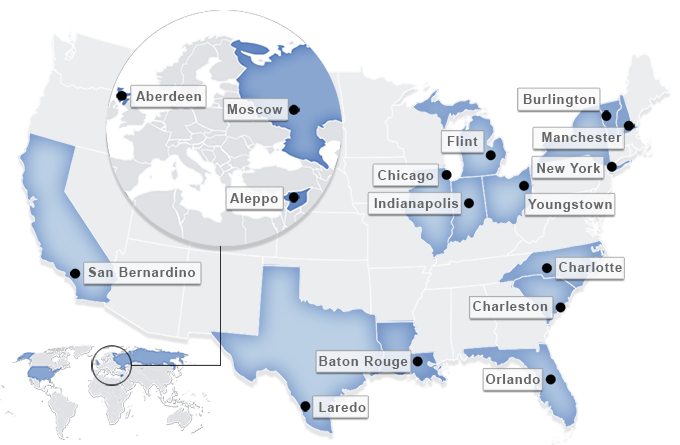 Burlington
Aberdeen
Moscow
Manchester
Flint
New York
Chicago
Aleppo
Indianapolis
Youngstown
San Bernardino
Charlotte
Charleston
Baton Rouge
Orlando
Laredo